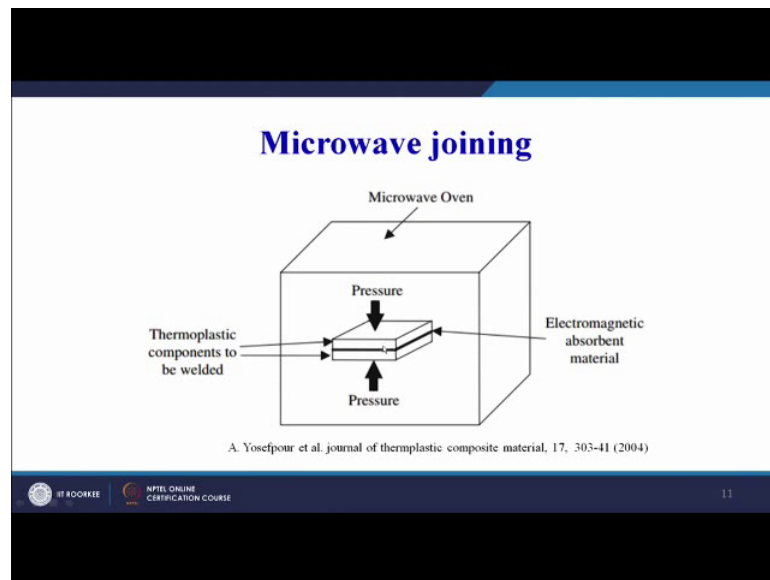 Microwave joining
Microwave Oven
Pressure
Thermoplastic
components to
be welded
Electromagnetic
absorbent
material
Pressure
A. Yosefpour et al. journal of thermplastic composite material, 17, 303-41 (2004)
IIT ROORKEE
NPTEL ONLINE
CERTIFICATION COURSE
11